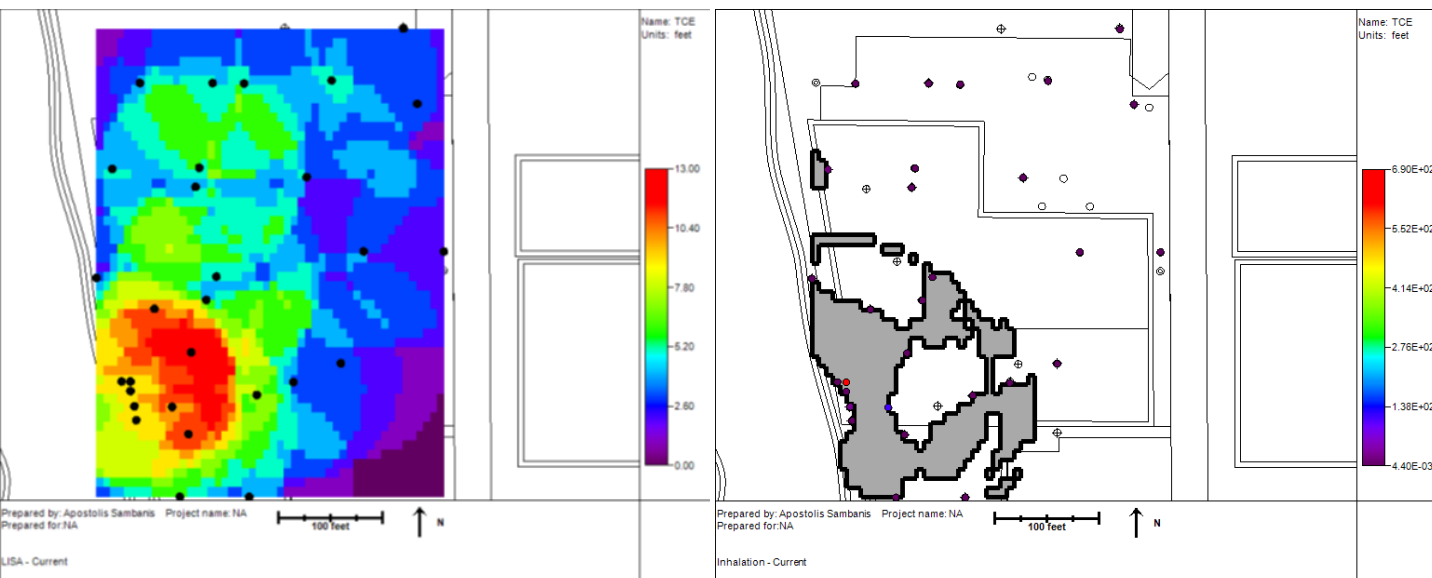 Name: TCE
Units: feet
13.00
10.40
7.80
5.20
2.60
0.00
Prepared by: Apostolis Sambanis Project name: NA
Prepared for:NA
100 feet
N
LISA - Current
Name: TCE
Units: feet
6.90E+02
5.52E+02
4.14E+02
2.76E+02
1.38E+02
4.40E-03
Prepared by: Apostolis Sambanis Project name: NA
Prepared for:NA
100 feet
N
Inhalation - Current